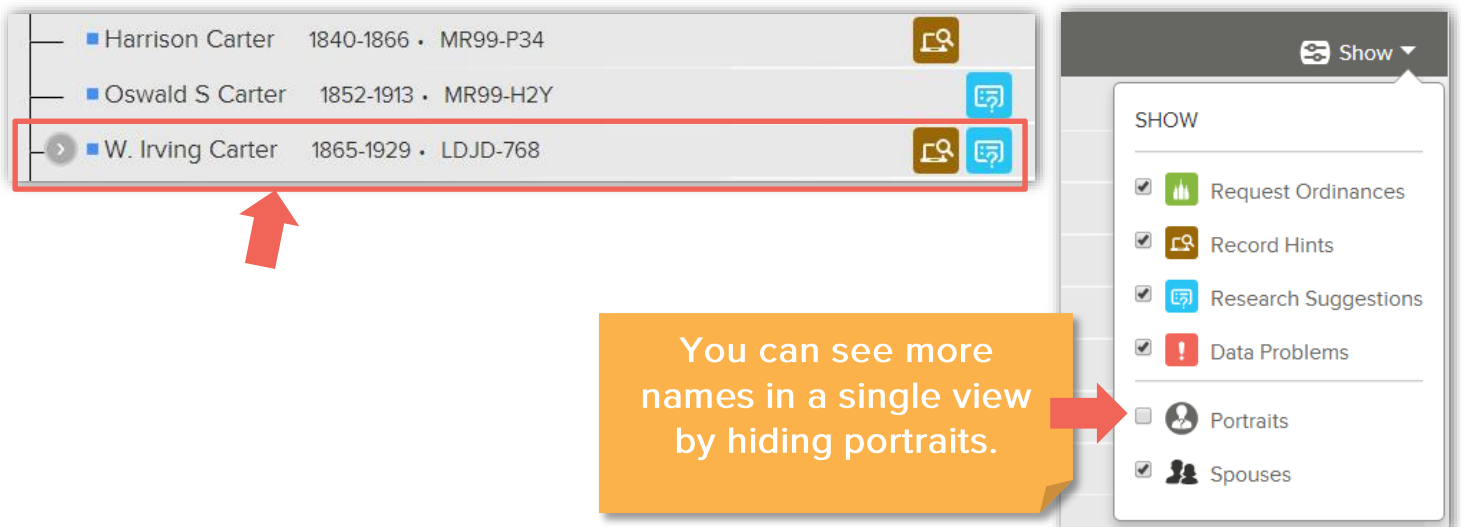 Harrison Carter 1840-1866 • MR99-P34
Oswald S Carter 1852-1913 • MR99-H2Y
W. Irving Carter 1865-1929 • LDJD-768
Show
SHOW
Request Ordinances
Record Hints
Research Suggestions
Data Problems
Portraits
Spouses
You can see more
names in a single view
by hiding portraits.